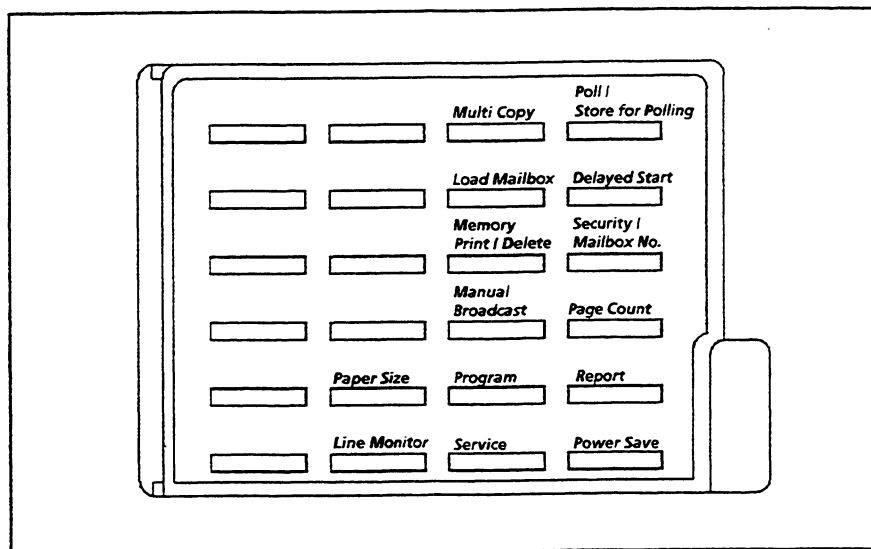 Multi Copy
Poll /
Store for Polling
Load Mailbox
Delayed Start
Memory
Print / Delete
Security /
Mailbox No.
Manual
Broadcast
Page Count
Paper Size
Program
Report
Line Monitor
Service
Power Save